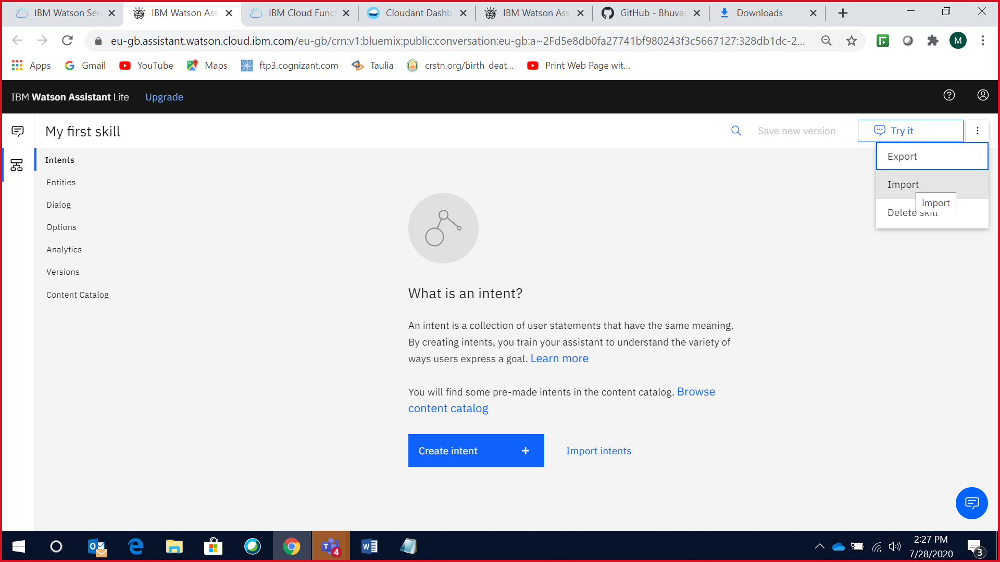 IBM Watson Ser
IBM Watson Ass
IBM Cloud Func
Cloudant Dashb
IBM Watson Ass
GitHub - Bhuvan
Downloads
eu-gb.assistant.watson.cloud.ibm.com/eu-gb/crn:v1:bluemix:public:conversation:eu-gb:a~2Fd5e8db0fa27741bf980243f3c5667127:328db1dc-2...
M
Apps
Gmail
YouTube
Maps
ftp3.cognizant.com
Taulia
crstn.org/birth_deat...
Print Web Page wit...
IBM Watson Assistant Lite
Upgrade
My first skill
Save new version
Try it
Export
Import
Import
Delete skill
Intents
Entities
Dialog
Options
Analytics
Versions
Content Catalog
What is an intent?
An intent is a collection of user statements that have the same meaning.
By creating intents, you train your assistant to understand the variety of
ways users express a goal. Learn more
You will find some pre-made intents in the content catalog. Browse
content catalog
Create intent +
Import intents
4
2:27 PM
7/28/2020
3